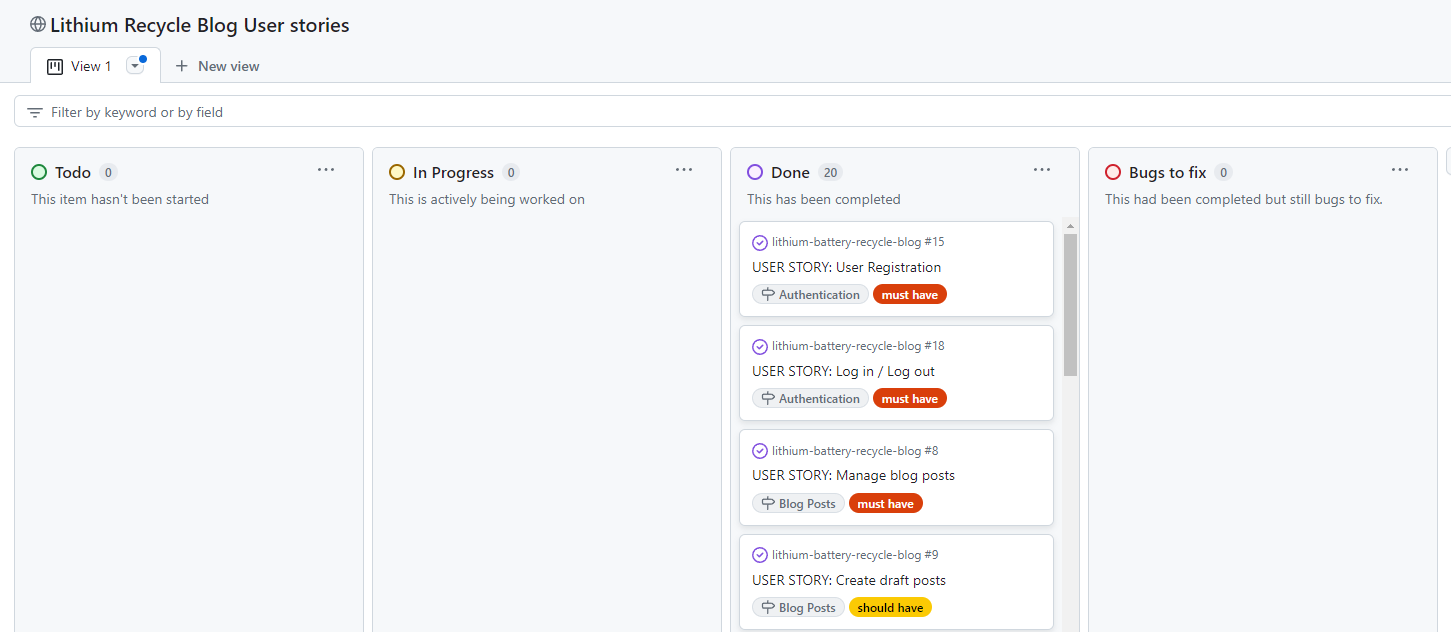 Lithium Recycle Blog User stories
View 1
New view
Filter by keyword or by field
Todo 0
This item hasn't been started
In Progress 0
This is actively being worked on
Done 20
This has been completed
lithium-battery-recycle-blog #15
USER STORY: User Registration
Authentication must have
lithium-battery-recycle-blog #18
USER STORY: Log in / Log out
Authentication must have
lithium-battery-recycle-blog #8
USER STORY: Manage blog posts
Blog Posts must have
lithium-battery-recycle-blog #9
USER STORY: Create draft posts
Blog Posts should have
Bugs to fix 0
This had been completed but still bugs to fix.